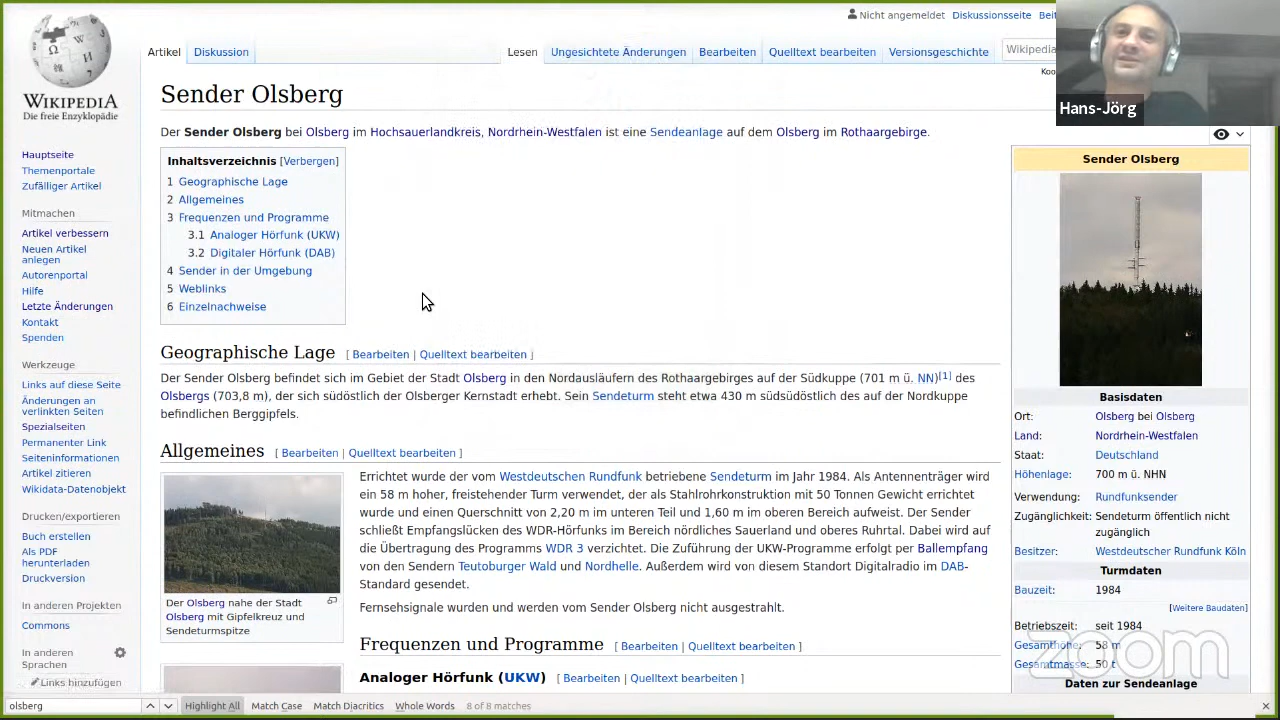 WIKIPEDIA
Die freie Enzyklopädie
Hauptseite
Themenportale
Zufälliger Artikel
Mitmachen
Artikel verbessern
Neuen Artikel
anlegen
Autorenportal
Hilfe
Letzte Änderungen
Kontakt
Spenden
Werkzeuge
Links auf diese Seite
Änderungen an
verlinkten Seiten
Spezialseiten
Permanenter Link
Seiteninformationen
Artikel zitieren
Wikidata-Datenobjekt
Drucken/exportieren
Buch erstellen
Als PDF
herunterladen
Druckversion
In anderen Projekten
Commons
In anderen
Sprachen
Links hinzufügen
Nicht angemeldet Diskussionsseite
Artikel Diskussion Lesen Ungesichtete Änderungen Bearbeiten Quelltext bearbeiten Versionsgeschichte
Hans-Jörg
Sender Olsberg
Der Sender Olsberg bei Olsberg im Hochsauerlandkreis, Nordrhein-Westfalen ist eine Sendeanlage auf dem Olsberg im Rothaargebirge.
Inhaltsverzeichnis [Verbergen]
1 Geographische Lage
2 Allgemeines
3 Frequenzen und Programme
3.1 Analoger Hörfunk (UKW)
3.2 Digitaler Hörfunk (DAB)
4 Sender in der Umgebung
5 Weblinks
6 Einzelnachweise
Geographische Lage [ Bearbeiten | Quelltext bearbeiten ]
Der Sender Olsberg befindet sich im Gebiet der Stadt Olsberg in den Nordausläufern des Rothaargebirges auf der Südkuppe (701 m ü. NN)[1] des
Olsbergs (703,8 m), der sich südöstlich der Olsberger Kernstadt erhebt. Sein Sendeturm steht etwa 430 m südsüdöstlich des auf der Nordkuppe
befindlichen Berggipfels.
Allgemeines [ Bearbeiten | Quelltext bearbeiten ]
Der Olsberg nahe der Stadt
Olsberg mit Gipfelkreuz und
Sendeturmspitze
Errichtet wurde der vom Westdeutschen Rundfunk betriebene Sendeturm im Jahr 1984. Als Antennenträger wird
ein 58 m hoher, freistehender Turm verwendet, der als Stahlrohrkonstruktion mit 50 Tonnen Gewicht errichtet
wurde und einen Querschnitt von 2,20 m im unteren Teil und 1,60 m im oberen Bereich aufweist. Der Sender
schließt Empfangslücken des WDR-Hörfunks im Bereich nördliches Sauerland und oberes Ruhrtal. Dabei wird auf
die Übertragung des Programms WDR 3 verzichtet. Die Zuführung der UKW-Programme erfolgt per Ballempfang
von den Sendern Teutoburger Wald und Nordhelle. Außerdem wird von diesem Standort Digitalradio im DAB-
Standard gesendet.
Fernsehsignale wurden und werden vom Sender Olsberg nicht ausgestrahlt.
Frequenzen und Programme [ Bearbeiten | Quelltext bearbeiten ]
Analoger Hörfunk (UKW) [ Bearbeiten | Quelltext bearbeiten ]
Sender Olsberg
Basisdaten
Ort: Olsberg bei Olsberg
Land: Nordrhein-Westfalen
Staat: Deutschland
Höhenlage: 700 m ü. NHN
Verwendung: Rundfunksender
Zugänglichkeit: Sendeturm öffentlich nicht
zugänglich
Besitzer: Westdeutscher Rundfunk Köln
Turmdaten
Bauzeit: 1984
[Weitere Baudaten]
Betriebszeit: seit 1984
Gesamthöhe: 58 m
Gesamtmasse: 50 t
Daten zur Sendeanlage
zoom
olsberg Highlight All Match Case Match Diacritics Whole Words 8 of 8 matches